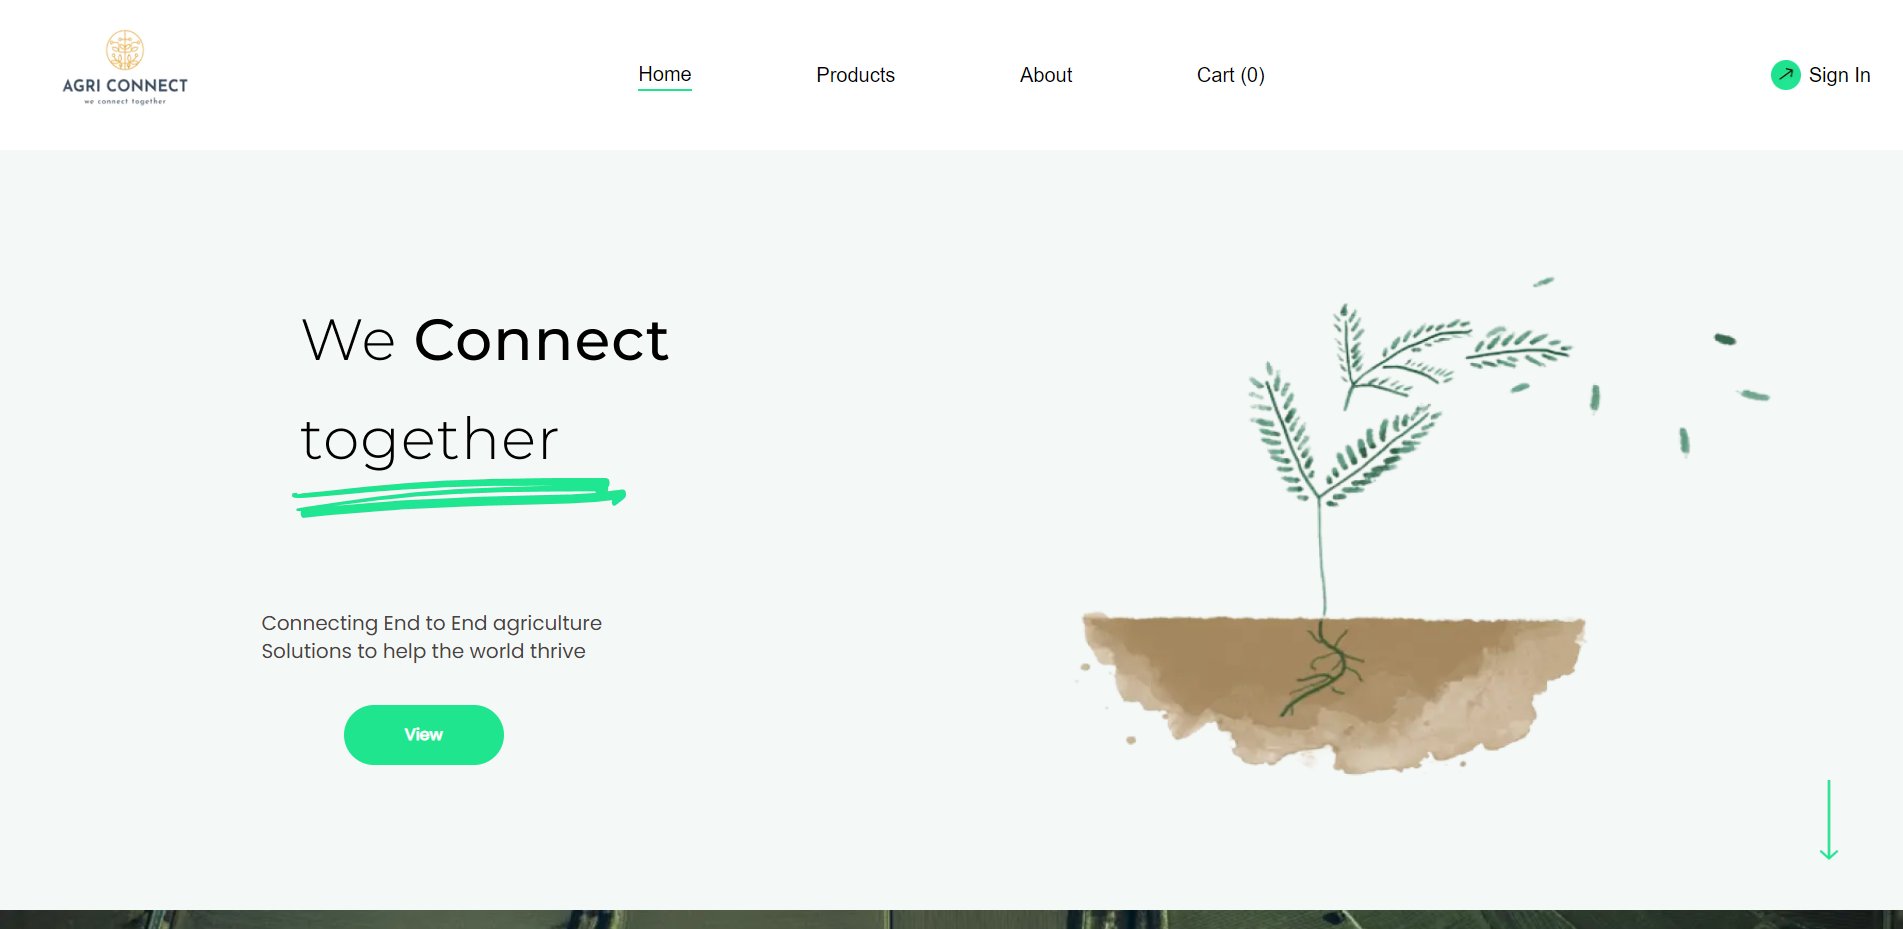 AGRI CONNECT
we connect together
Home
Products
About
Cart (0)
Sign In
We Connect
together
Connecting End to End agriculture
Solutions to help the world thrive
View